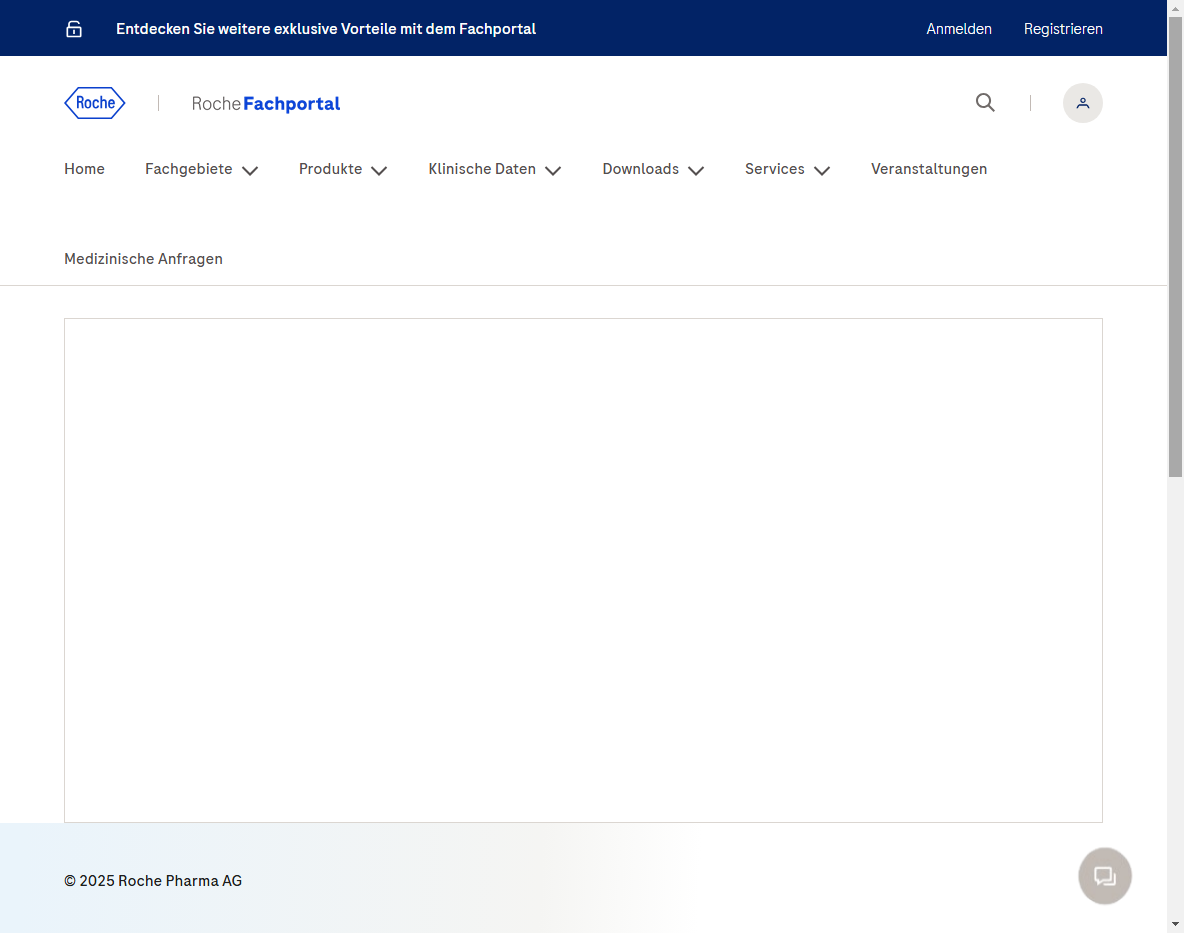 Entdecken Sie weitere exklusive Vorteile mit dem Fachportal
Anmelden
Registrieren
Roche
Roche Fachportal
Home
Fachgebiete
Produkte
Klinische Daten
Downloads
Services
Veranstaltungen
Medizinische Anfragen
© 2025 Roche Pharma AG